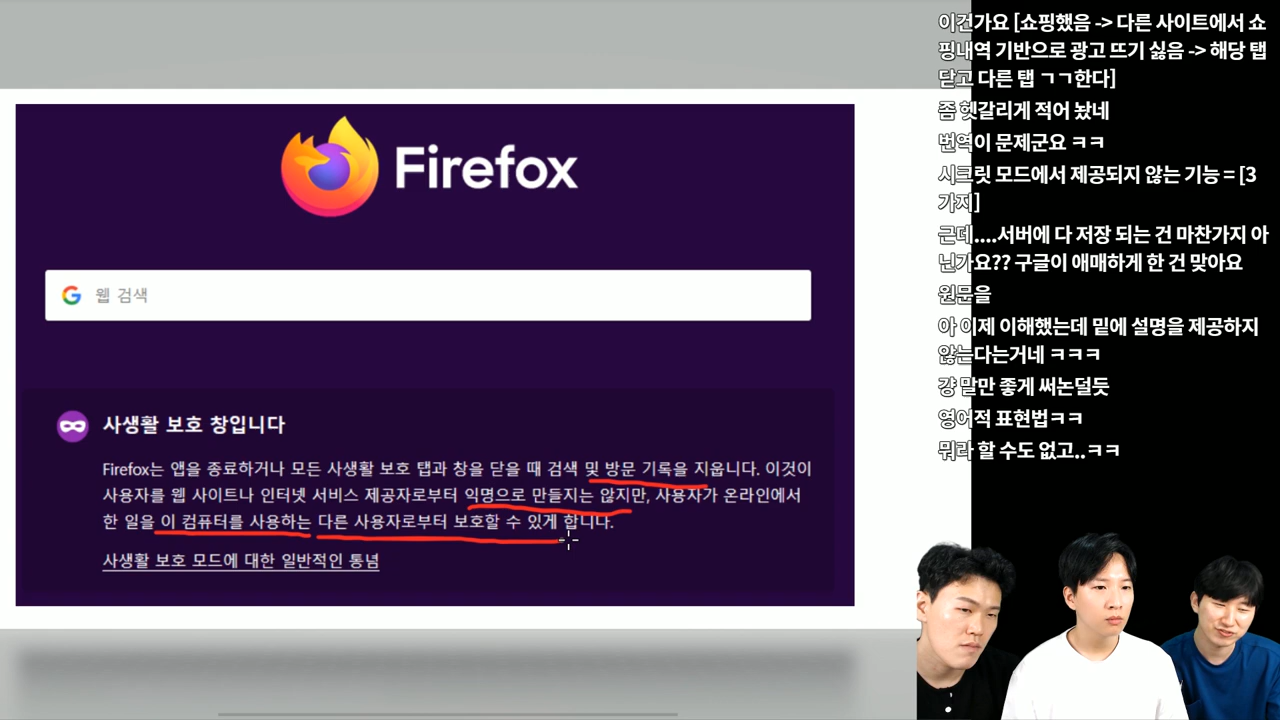 Firefox
웹 검색
사생활 보호 창입니다
Firefox는 앱을 종료하거나 모든 사생활 보호 탭과 창을 닫을 때 검색 및 방문 기록을 지웁니다. 이것이
사용자를 웹 사이트나 인터넷 서비스 제공자로부터 익명으로 만들지는 않지만, 사용자가 온라인에서
한 일을 이 컴퓨터를 사용하는 다른 사용자로부터 보호할 수 있게 합니다.
사생활 보호 모드에 대한 일반적인 통념
이건가요 [쇼핑했음 -> 다른 사이트에서 쇼
핑내역 기반으로 광고 뜨기 싫음 -> 해당 탭
닫고 다른 탭 ㄱㄱ한다]
좀 헷갈리게 적어 놨네
번역이 문제군요 ㅋㅋ
시크릿 모드에서 제공되지 않는 기능 = [3
가지]
근데....서버에 다 저장 되는 건 마찬가지 아
닌가요?? 구글이 애매하게 한 건 맞아요
원문을
아 이제 이해했는데 밑에 설명을 제공하지
않는다는거네 ㅋㅋㅋ
걍 말만 좋게 써논덜듯
영어적 표현법ㅋㅋ
뭐라 할 수도 없고..ㅋㅋ